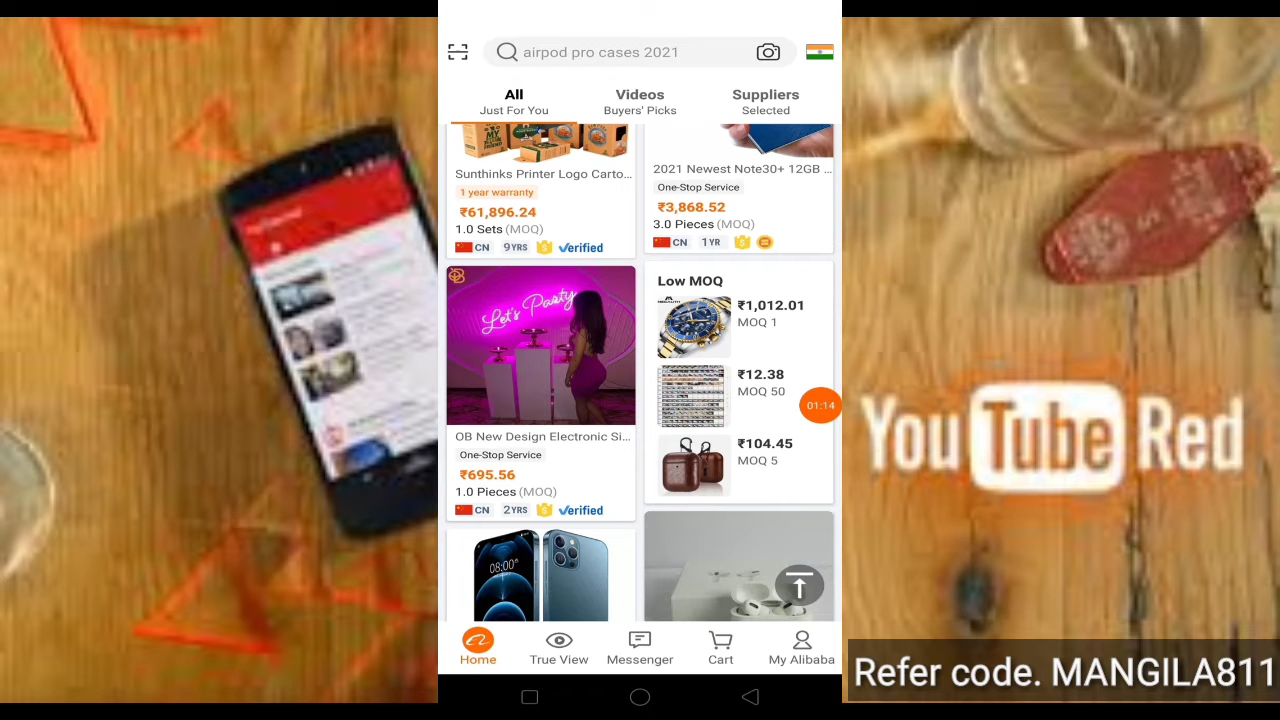 airpod pro cases 2021
All
Just For You
Videos
Buyers' Picks
Suppliers
Selected
Sunthinks Printer Logo Carto...
1 year warranty
₹61,896.24
1.0 Sets (MOQ)
CN 9YRS verified
2021 Newest Note30+ 12GB ...
One-Stop Service
₹3,868.52
3.0 Pieces (MOQ)
CN 1YR
Let's Party
OB New Design Electronic Si...
One-Stop Service
₹695.56
1.0 Pieces (MOQ)
CN 2YRS verified
Low MOQ
₹1,012.01
MOQ 1
₹12.38
MOQ 50
₹104.45
MOQ 5
01:14
08:00
Home
True View
Messenger
Cart
My Alibaba
YouTube Red
Refer code. MANGILA811